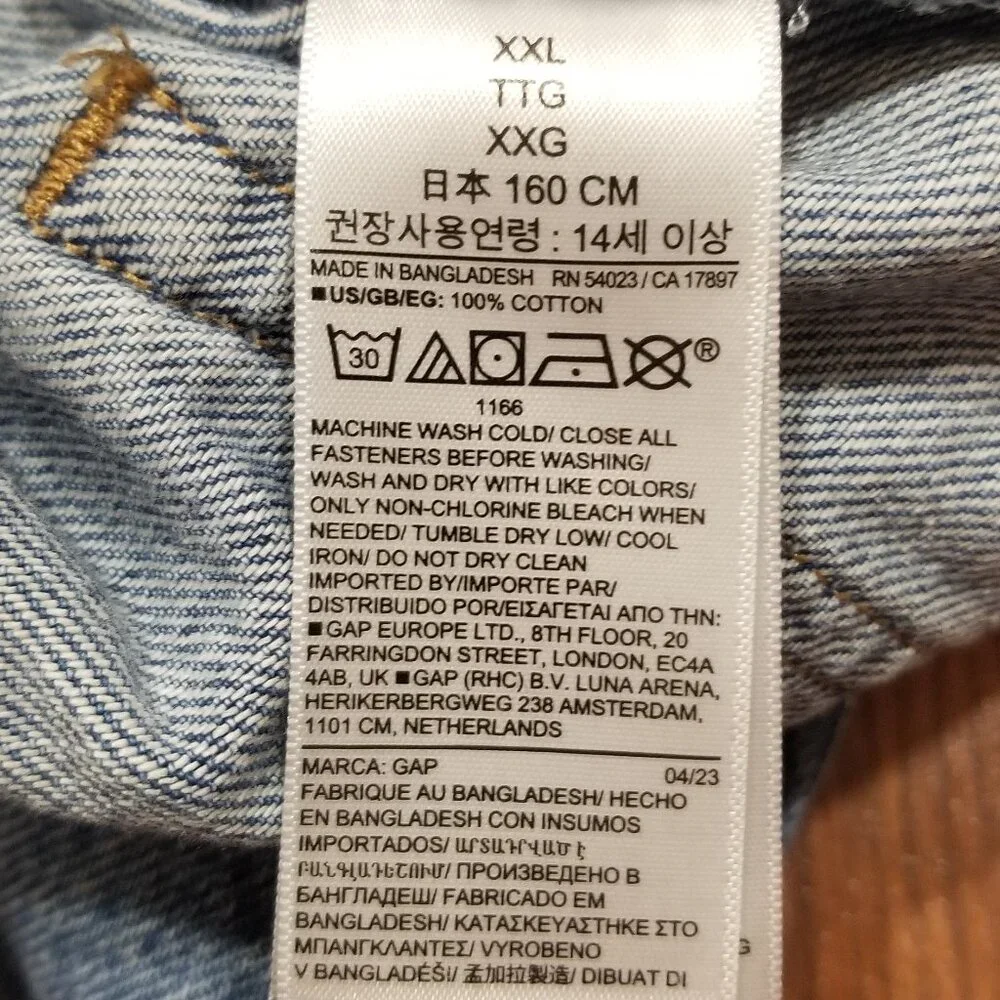 XXL
TTG
XXG
日本 160 CM
권장사용연령 : 14세 이상
MADE IN BANGLADESH RN 54023 / CA 17897
■US/GB/EG: 100% COTTON
30 ®
1166
MACHINE WASH COLD/ CLOSE ALL
FASTENERS BEFORE WASHING/
WASH AND DRY WITH LIKE COLORS/
ONLY NON-CHLORINE BLEACH WHEN
NEEDED/ TUMBLE DRY LOW/ COOL
IRON/ DO NOT DRY CLEAN
IMPORTED BY/IMPORTE PAR/
DISTRIBUIDO POR/ΕΙΣΑΓΕΤΑΙ ΑΠΟ ΤΗΝ:
■GAP EUROPE LTD., 8TH FLOOR, 20
FARRINGDON STREET, LONDON, EC4A
4AB, UK ■GAP (RHC) B.V. LUNA ARENA,
HERIKERBERGWEG 238 AMSTERDAM,
1101 CM, NETHERLANDS
MARCA: GAP 04/23
FABRIQUE AU BANGLADESH/ HECHO
EN BANGLADESH CON INSUMOS
IMPORTADOS/ ԱՐՏԱԴՐՎԱԾ է
ԲԱՆԳԼԱԴԵՇՈՒՄ/ ПРОИЗВЕДЕНО В
БАНГЛАДЕШ/ FABRICADO EM
BANGLADESH/ ΚΑΤΑΣΚΕΥΑΣΤΗΚΕ ΣΤΟ
ΜΠΑΝΓΚΛΑΝΤΕΣ/ VYROBENO
V BANGLADÉŠI/ 孟加拉製造/ DIBUAT DI